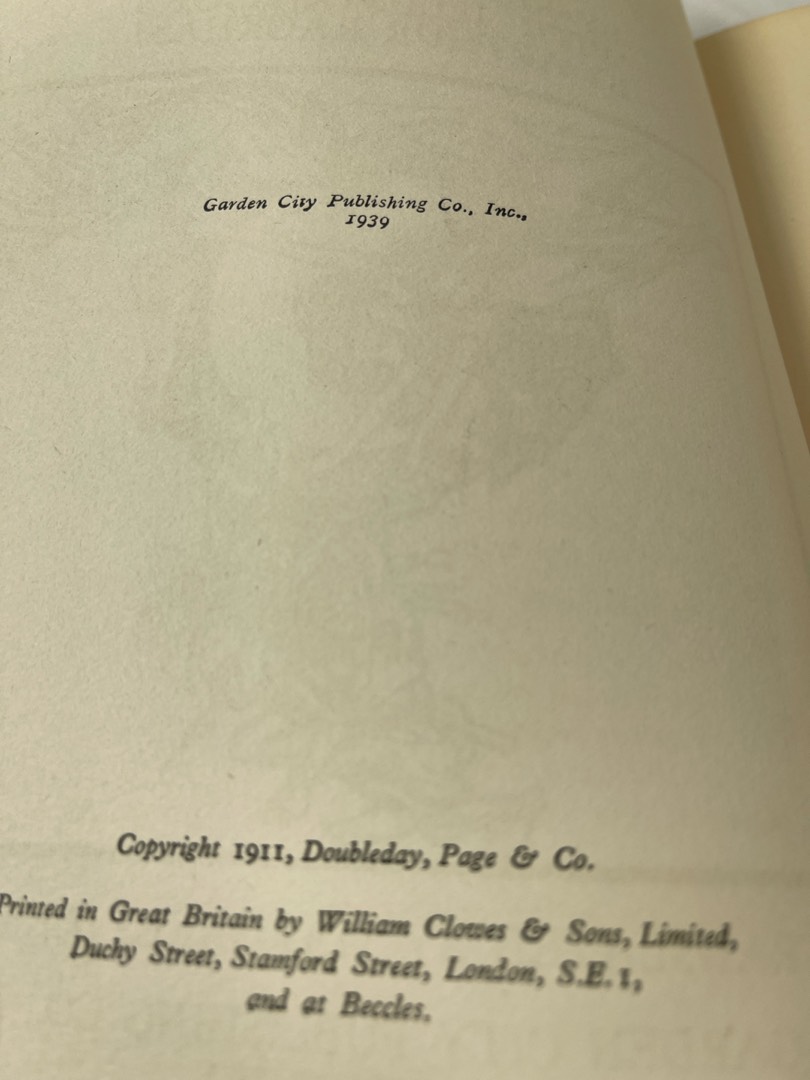 Garden City Publishing Co., Inc.,
1939
Copyright 1911, Doubleday, Page & Co.
Printed in Great Britain by William Clowes & Sons, Limited,
Duchy Street, Stamford Street, London, S.E. 1,
and at Beccles.